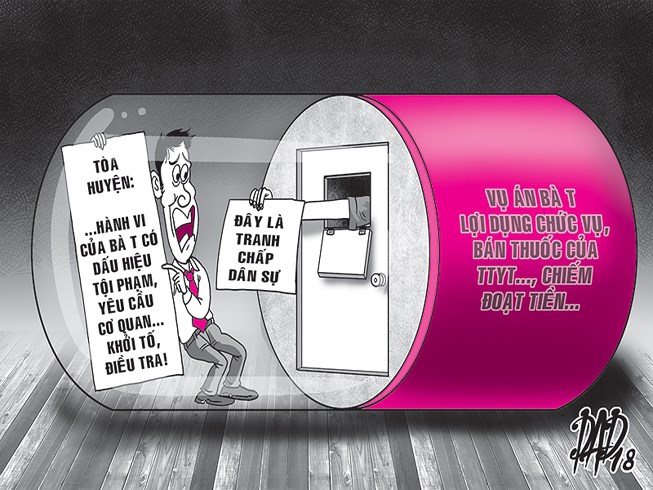 TÒA
HUYỆN:
...HÀNH VI
CỦA BÀ T CÓ
DẤU HIỆU
TỘI PHẠM,
YÊU CẦU
CƠ QUAN...
KHỞI TỐ,
ĐIỀU TRA!
ĐÂY LÀ
TRANH
CHẤP
DÂN SỰ
VỤ ÁN BÀ T
LỢI DỤNG CHỨC VỤ,
BÁN THUỐC CỦA
TTYT..., CHIẾM
ĐOẠT TIỀN...
DAD
18